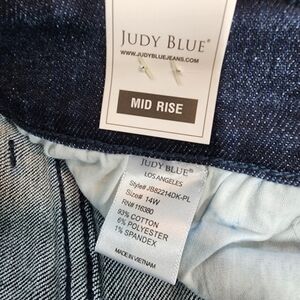 JUDY BLUE®
WWW.JUDYBLUEJEANS.COM
MID RISE
JUDY BLUE®
LOS ANGELES
Style# JB82214DK-PL
Size# 14W
RN# 116380
93% COTTON
6% POLYESTER
1% SPANDEX
MADE IN VIETNAM